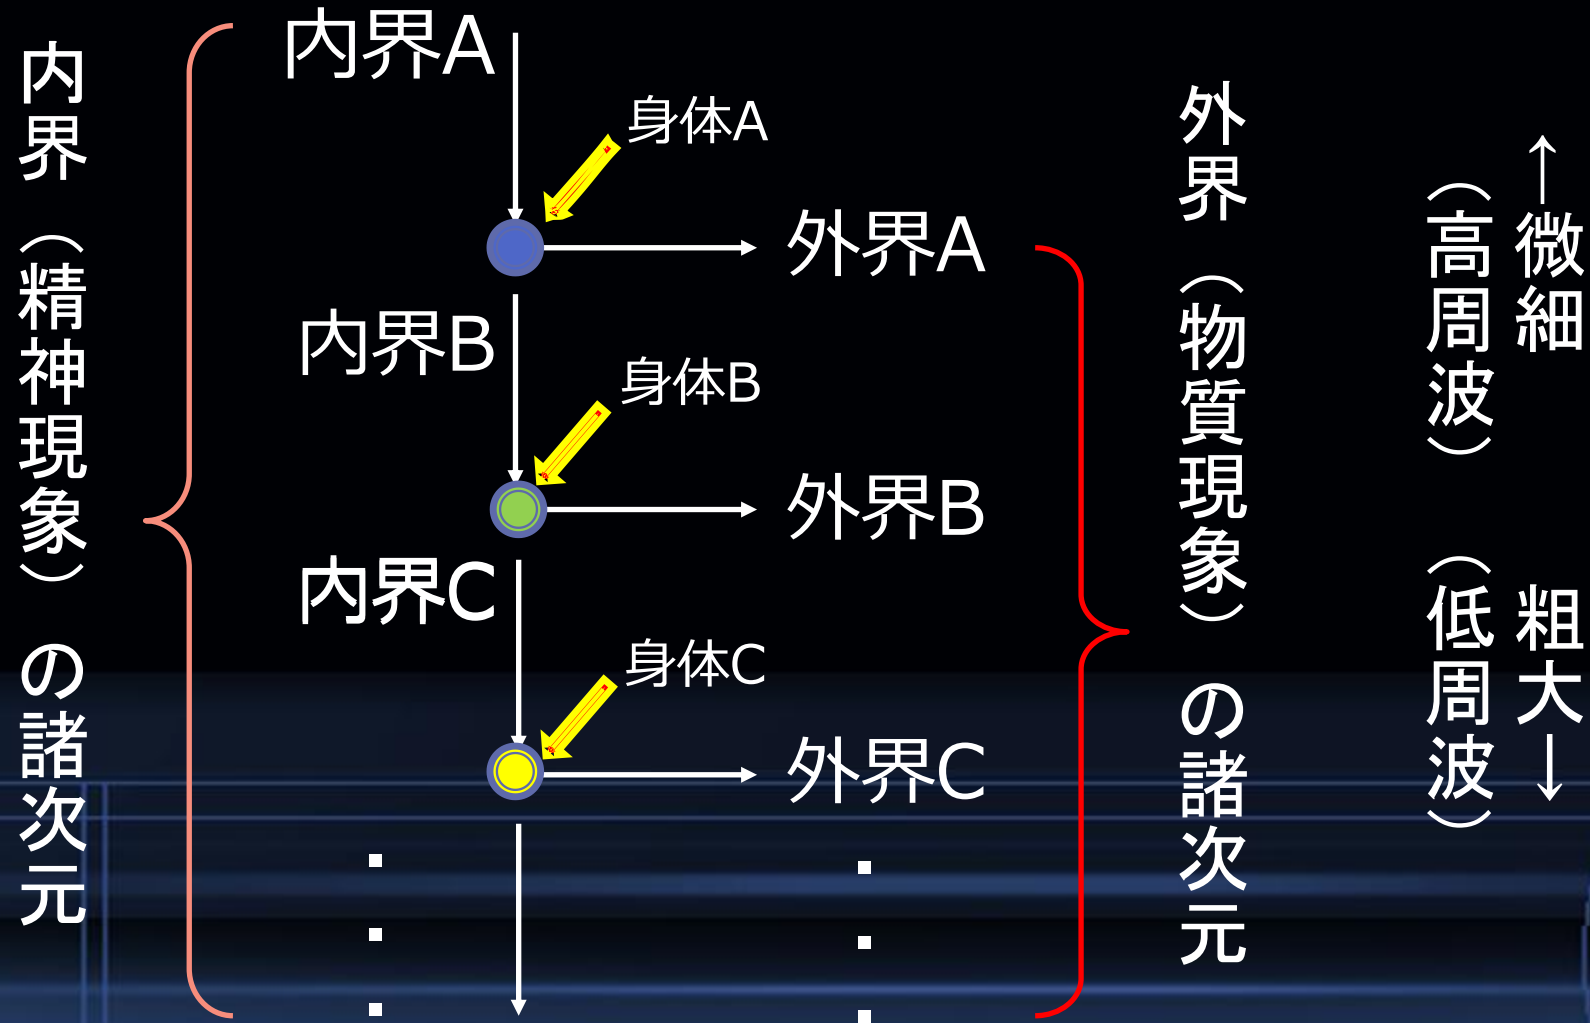 内界（精神現象）の諸次元
内界A
身体A
外界A
内界B
身体B
外界B
内界C
身体C
外界C
・
・
・
・
・
・
外界（物質現象）の諸次元
↑微細　　　粗大↓
（高周波）　（低周波）